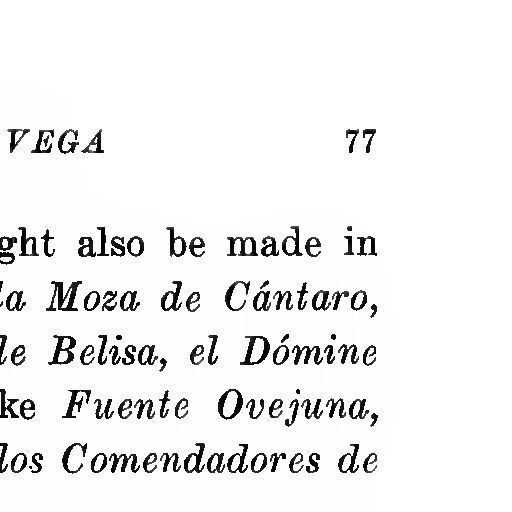 VEGA 77
ght also be made in
la Moza de Cántaro,
de Belisa, el Dómine
ke Fuente Ovejuna,
los Comendadores de